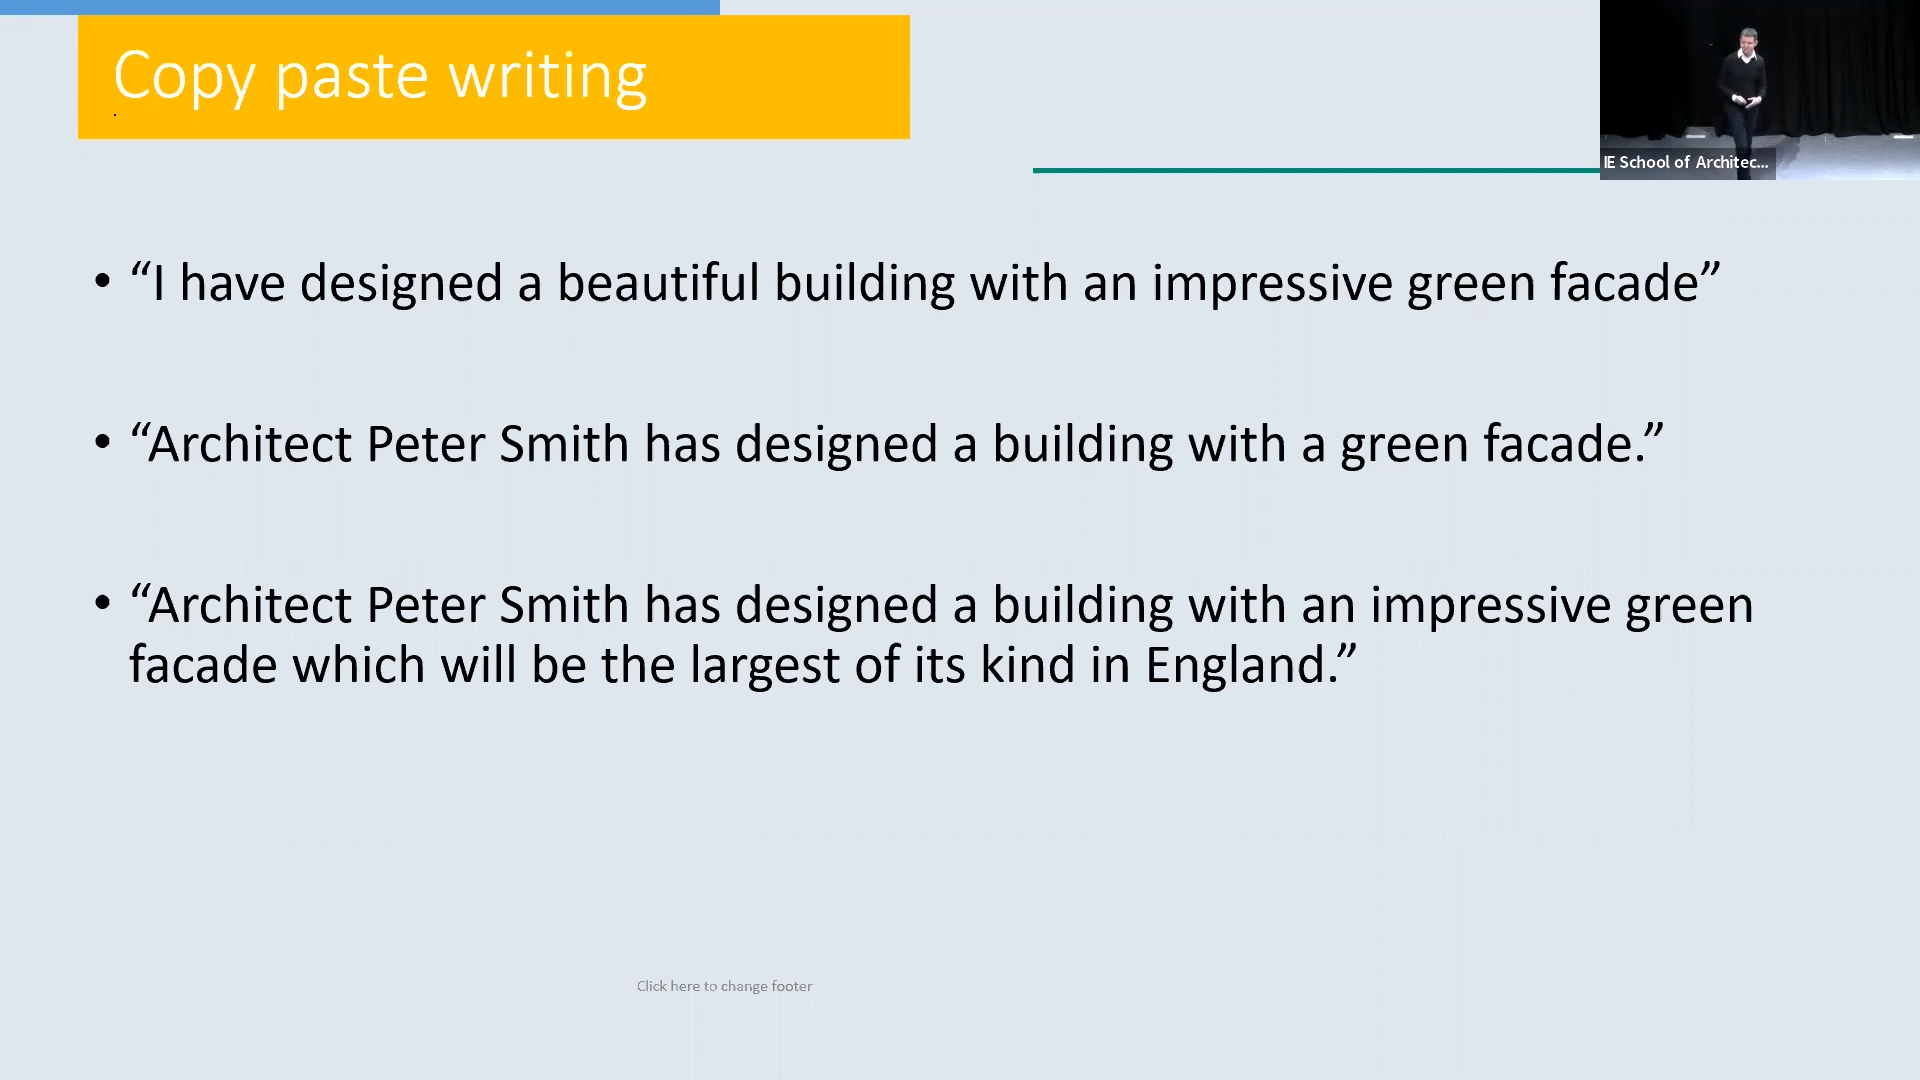 Copy paste writing
.
IE School of Architec...
• “I have designed a beautiful building with an impressive green facade”
• “Architect Peter Smith has designed a building with a green facade.”
• “Architect Peter Smith has designed a building with an impressive green
facade which will be the largest of its kind in England.”
Click here to change footer